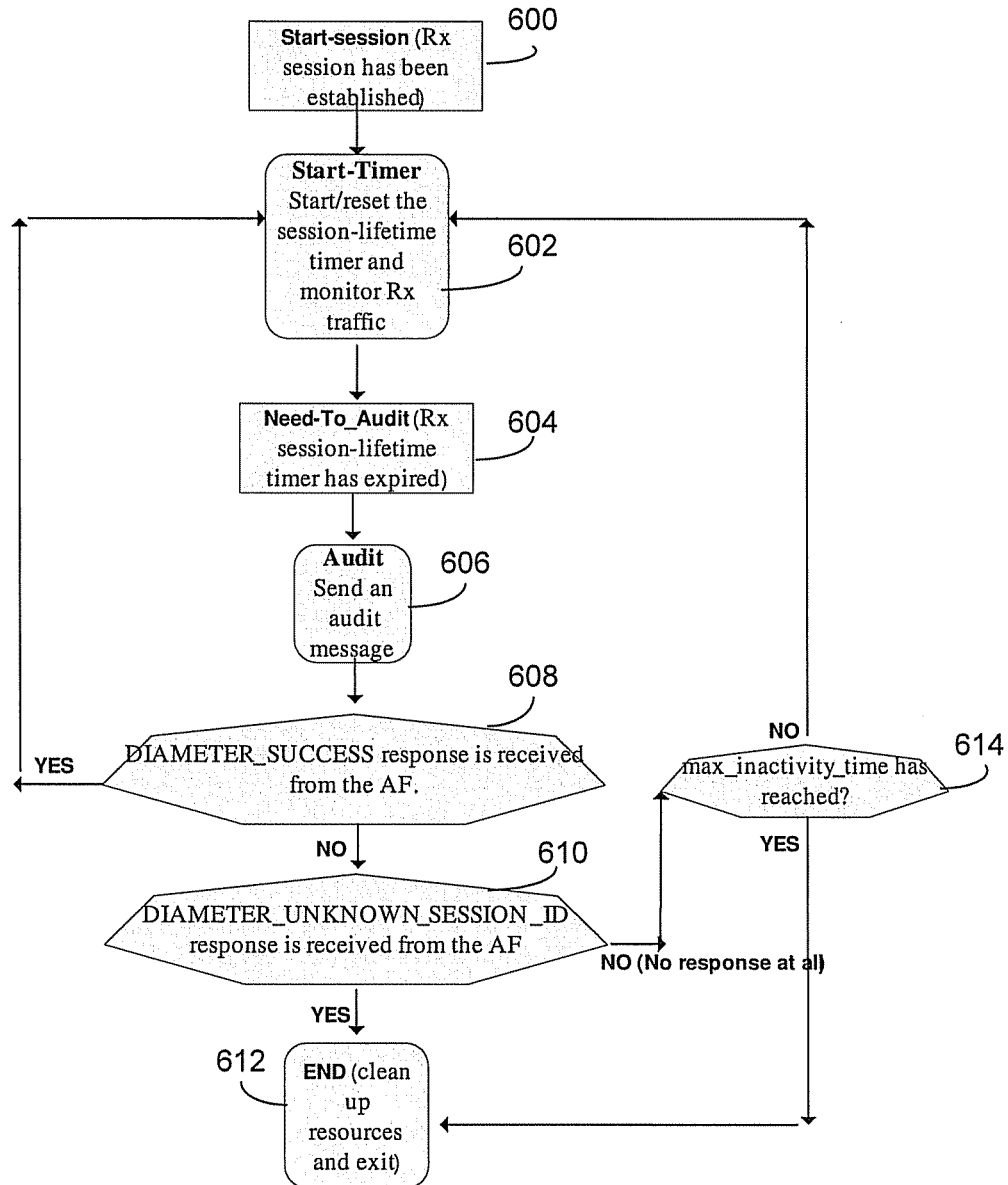 600
Start-session (Rx
session has been
established)
Start-Timer
Start/reset the
session-lifetime
timer and
monitor Rx
traffic
602
Need-To_Audit (Rx
session-lifetime
timer has expired)
604
Audit
Send an
audit
message
606
608
DIAMETER_SUCCESS response is received
from the AF.
YES
NO
610
DIAMETER_UNKNOWN_SESSION_ID
response is received from the AF
NO (No response at all)
YES
NO
614
max_inactivity_time has
reached?
YES
612
END (clean
up
resources
and exit)